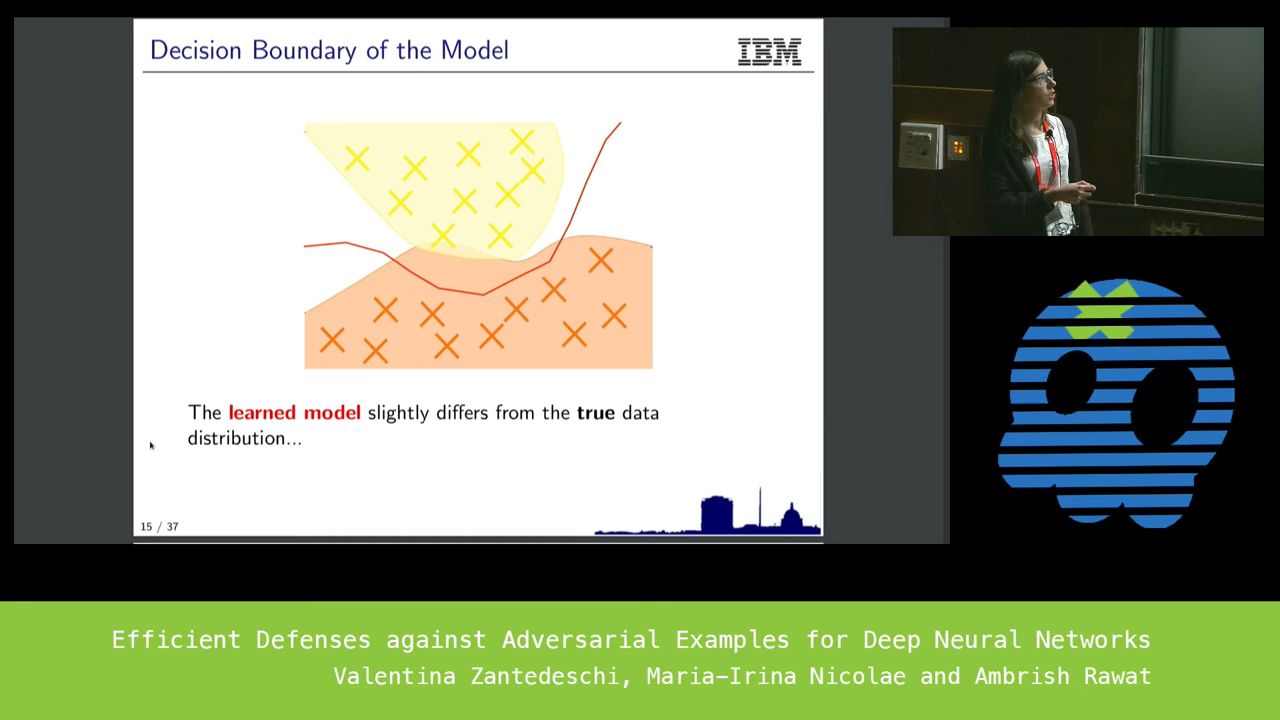 Decision Boundary of the Model
IBM
The learned model slightly differs from the true data
distribution...
15 / 37
Efficient Defenses against Adversarial Examples for Deep Neural Networks
Valentina Zantedeschi, Maria-Irina Nicolae and Ambrish Rawat